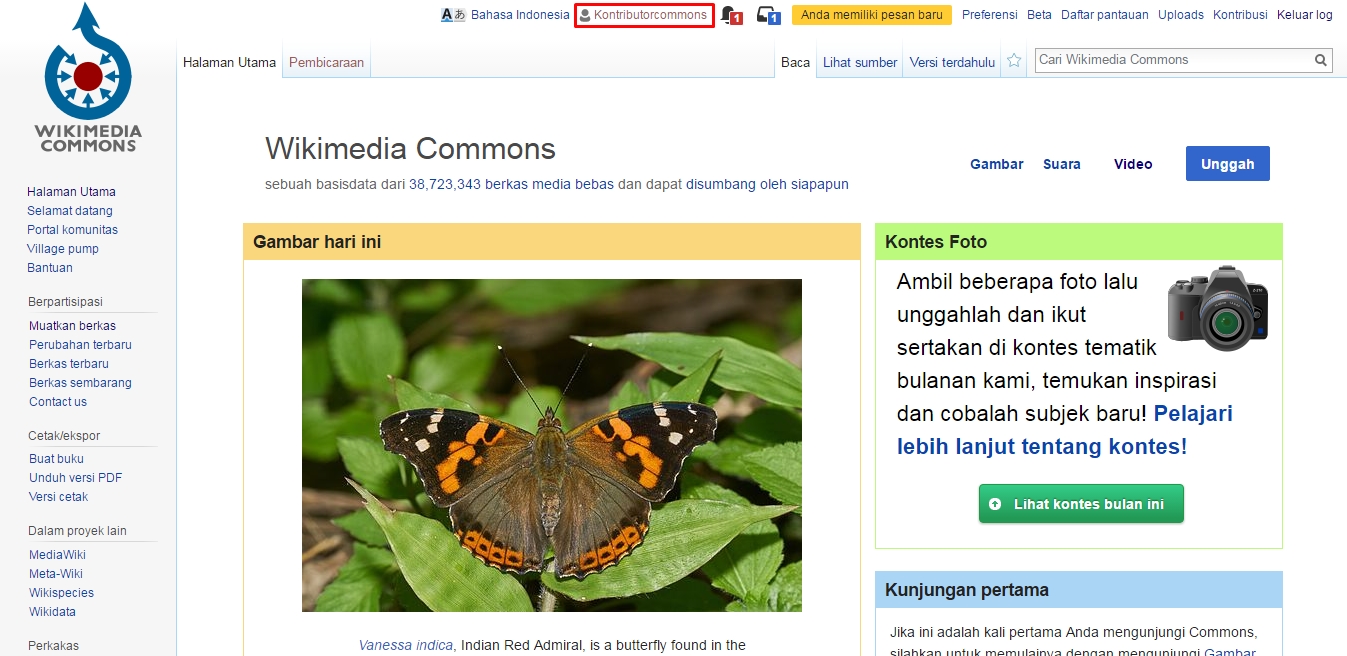 Aあ Bahasa Indonesia Kontributorcommons 1 1 Anda memiliki pesan baru Preferensi Beta Daftar pantauan Uploads Kontribusi Keluar log
Halaman Utama Pembicaraan Baca Lihat sumber Versi terdahulu Cari Wikimedia Commons
WIKIMEDIA
COMMONS
Halaman Utama
Selamat datang
Portal komunitas
Village pump
Bantuan
Berpartisipasi
Muatkan berkas
Perubahan terbaru
Berkas terbaru
Berkas sembarang
Contact us
Cetak/ekspor
Buat buku
Unduh versi PDF
Versi cetak
Dalam proyek lain
MediaWiki
Meta-Wiki
Wikispecies
Wikidata
Perkakas
Wikimedia Commons
sebuah basisdata dari 38,723,343 berkas media bebas dan dapat disumbang oleh siapapun
Gambar Suara Video Unggah
Gambar hari ini
Vanessa indica, Indian Red Admiral, is a butterfly found in the
Kontes Foto
Ambil beberapa foto lalu
unggahlah dan ikut
sertakan di kontes tematik
bulanan kami, temukan inspirasi
dan cobalah subjek baru! Pelajari
lebih lanjut tentang kontes!
Lihat kontes bulan ini
Kunjungan pertama
Jika ini adalah kali pertama Anda mengunjungi Commons,
silahkan untuk memulainya dengan mengunjungi Gambar